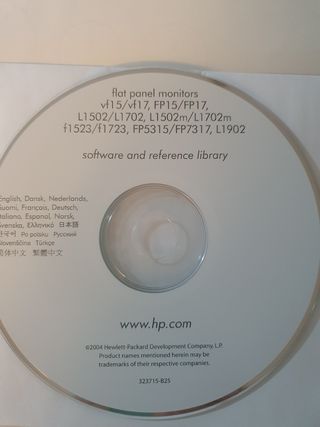 flat panel monitors
vf15/vf17, FP15/FP17,
L1502/L1702, L1502m/L1702m
f1523/f1723, FP5315/FP7317, L1902
software and reference library
English, Dansk, Nederlands,
Suomi, Français, Deutsch,
Italiano, Espanol, Norsk,
Svenska, Ελληνικά 日本語
한국어 Po polsku Русский
Slovenščina Türkçe
简体中文 繁體中文
www.hp.com
©2004 Hewlett-Packard Development Company, L.P.
Product names mentioned herein may be
trademarks of their respective companies.
323715-B25